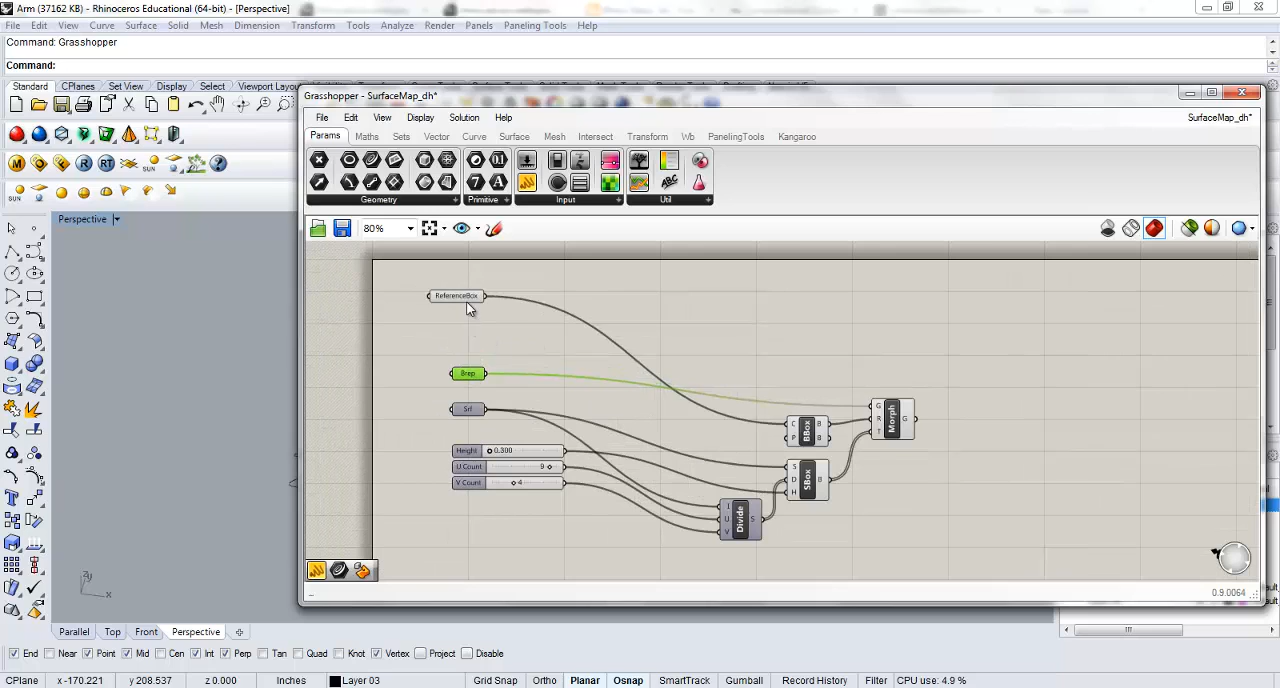 Arm (37162 KB) - Rhinoceros Educational (64-bit) - [Perspective]
File Edit View Curve Surface Solid Mesh Dimension Transform Tools Analyze Render Panels Paneling Tools Help
Command: Grasshopper
Command:
Standard CPlanes Set View Display Select Viewport Layou
Grasshopper - SurfaceMap_dh*
File Edit View Display Solution Help
SurfaceMap_dh*
Params Maths Sets Vector Curve Surface Mesh Intersect Transform Wb PanelingTools Kangaroo
Geometry Primitive Input Util
80%
Perspective
ReferenceBox
Brep
Srf
Height 0.300
U Count 9
V Count 4
C P BBox B B
G R T Morph G
S D H SBox B
I U V Divide S
0.9.0064
Parallel Top Front Perspective
End Near Point Mid Cen Int Perp Tan Quad Knot Vertex Project Disable
CPlane x -170.221 y 208.537 z 0.000 Inches Layer 03 Grid Snap Ortho Planar Osnap SmartTrack Gumball Record History Filter CPU use: 4.9 %